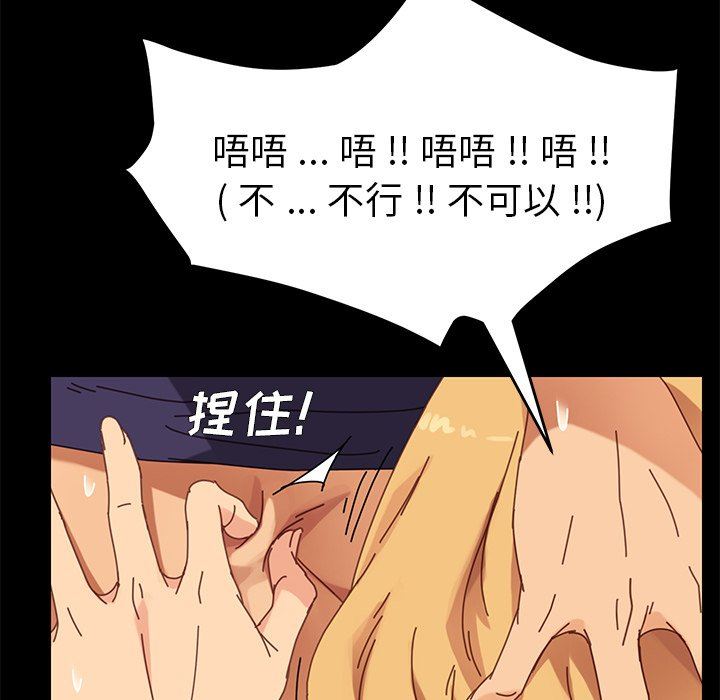 唔唔 ... 唔 !! 唔唔 !! 唔 !!
( 不 ... 不行 !! 不可以 !!)
捏住!